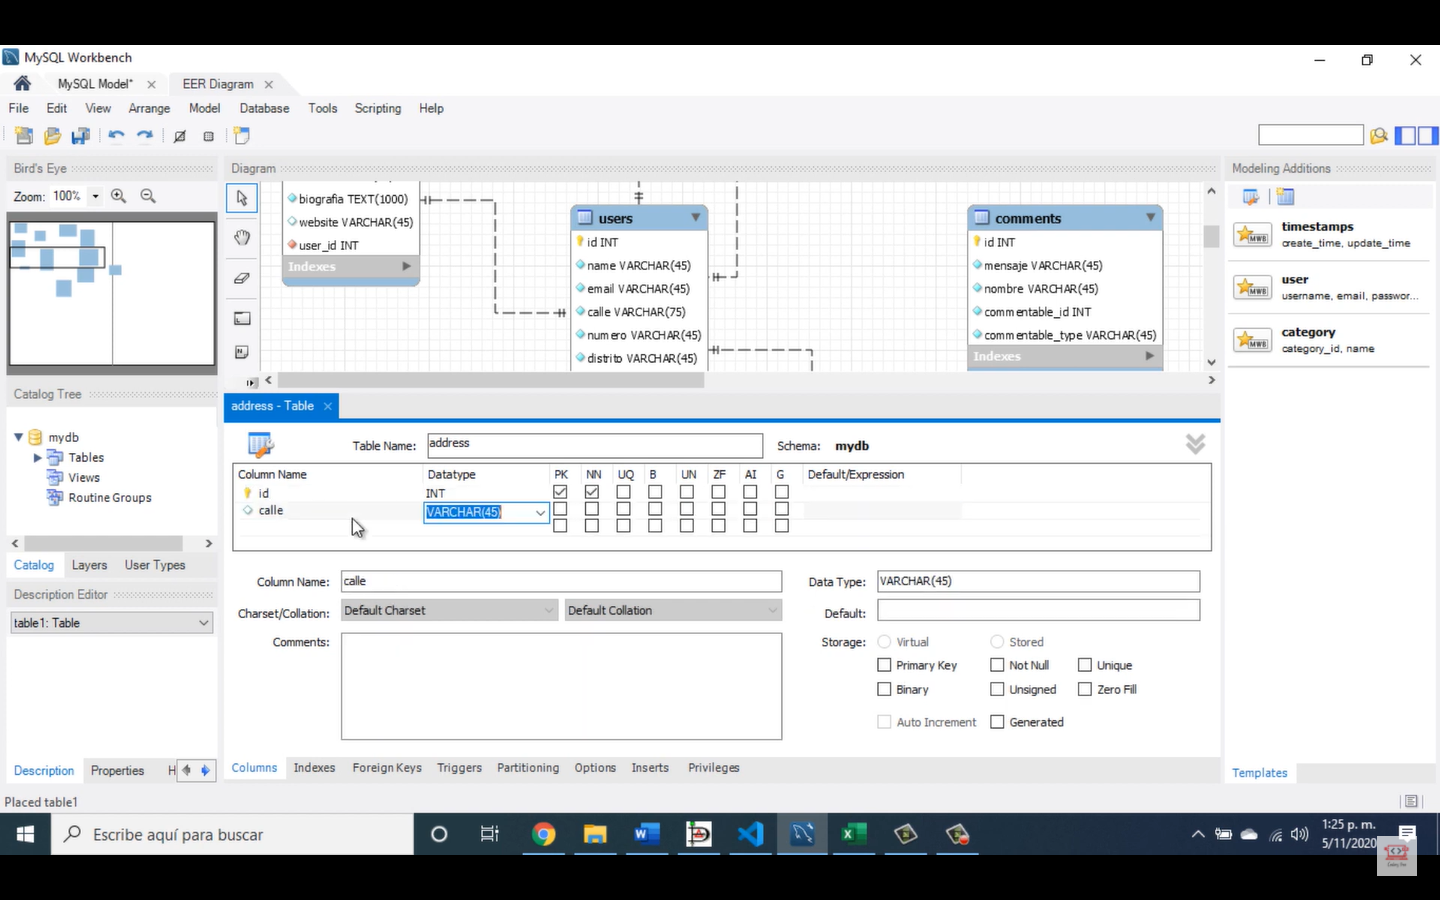 MySQL Workbench
MySQL Model*
EER Diagram
File Edit View Arrange Model Database Tools Scripting Help
Bird's Eye
Zoom: 100%
Diagram
biografia TEXT(1000)
website VARCHAR(45)
user_id INT
Indexes
users
id INT
name VARCHAR(45)
email VARCHAR(45)
calle VARCHAR(75)
numero VARCHAR(45)
distrito VARCHAR(45)
comments
id INT
mensaje VARCHAR(45)
nombre VARCHAR(45)
commentable_id INT
commentable_type VARCHAR(45)
Indexes
Modeling Additions
timestamps
create_time, update_time
user
username, email, passwor...
category
category_id, name
Templates
Catalog Tree
mydb
Tables
Views
Routine Groups
Catalog Layers User Types
Description Editor
table1: Table
Description Properties H
address - Table
Table Name: address Schema: mydb
Column Name Datatype PK NN UQ B UN ZF AI G Default/Expression
id INT
calle VARCHAR(45)
Column Name: calle Data Type: VARCHAR(45)
Charset/Collation: Default Charset Default Collation Default:
Comments: Storage: Virtual Stored
Primary Key Not Null Unique
Binary Unsigned Zero Fill
Auto Increment Generated
Columns Indexes Foreign Keys Triggers Partitioning Options Inserts Privileges
Placed table1
Escribe aquí para buscar
1:25 p. m.
5/11/2020